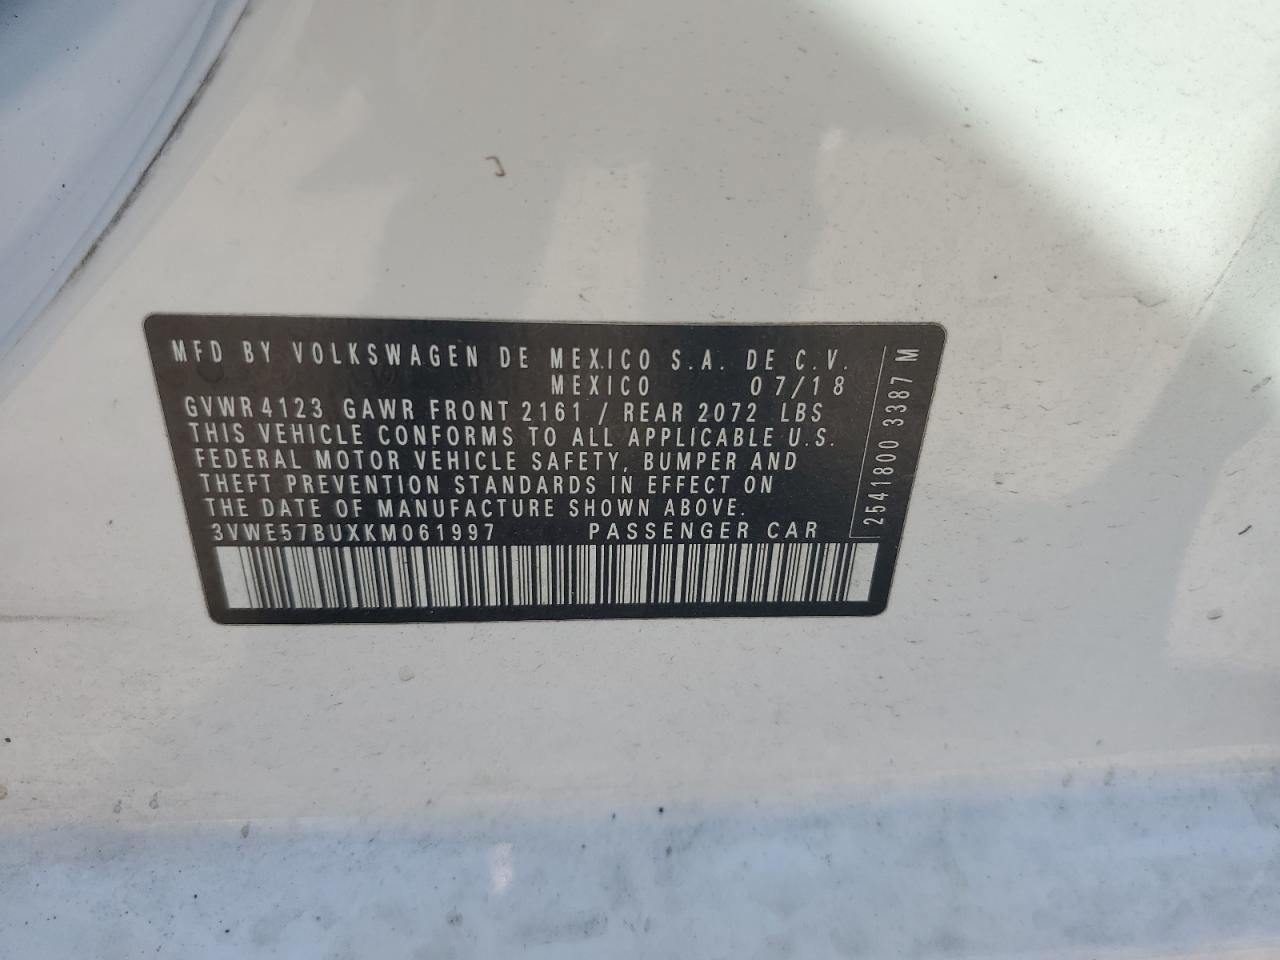 MFD BY VOLKSWAGEN DE MEXICO S.A. DE C.V.
MEXICO 07/18
GVWR 4123 GAWR FRONT 2161 / REAR 2072 LBS
THIS VEHICLE CONFORMS TO ALL APPLICABLE U.S.
FEDERAL MOTOR VEHICLE SAFETY, BUMPER AND
THEFT PREVENTION STANDARDS IN EFFECT ON
THE DATE OF MANUFACTURE SHOWN ABOVE.
3VWE57BUXKM061997 PASSENGER CAR
2541800 3387 M